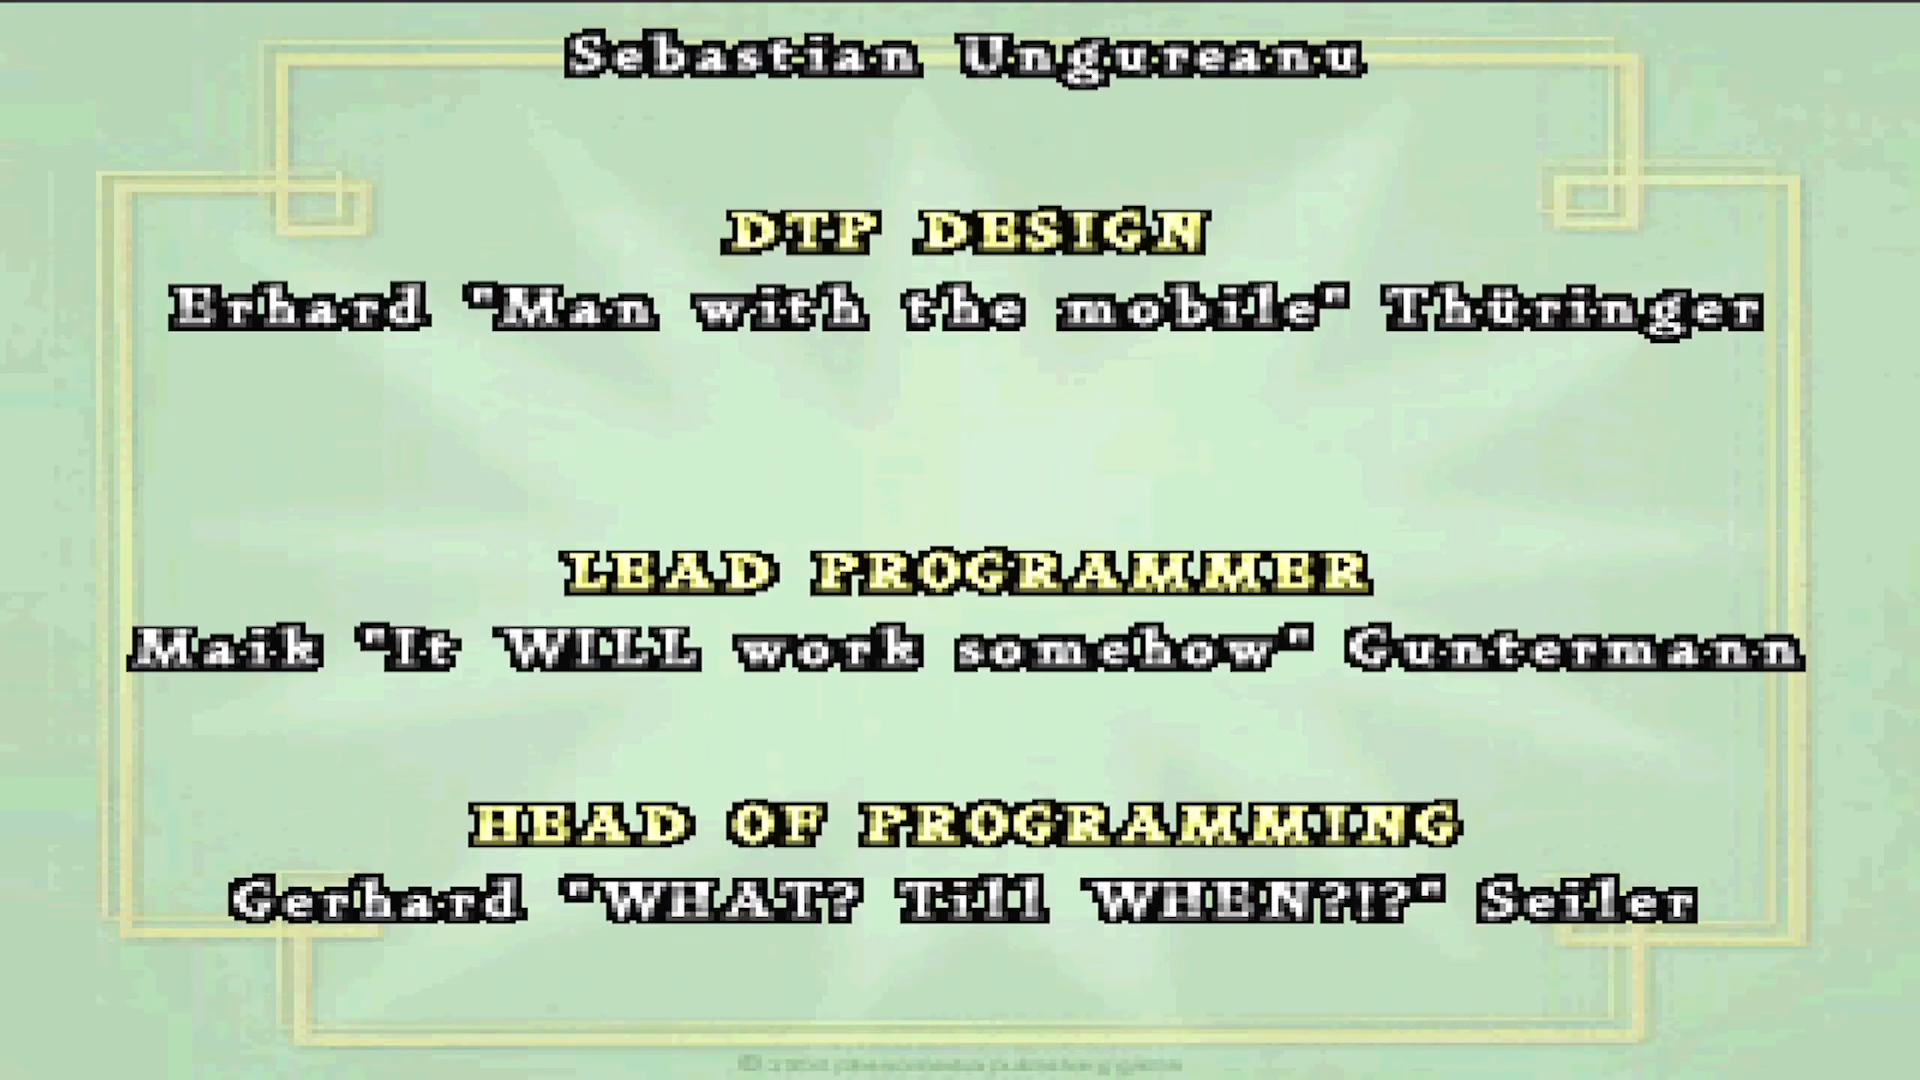 Sebastian Ungureanu
DTP DESIGN
Erhard "Man with the mobile" Thüringer
LEAD PROGRAMMER
Maik "It WILL work somehow" Guntermann
HEAD OF PROGRAMMING
Gerhard "WHAT? Till WHEN?!?" Seiler